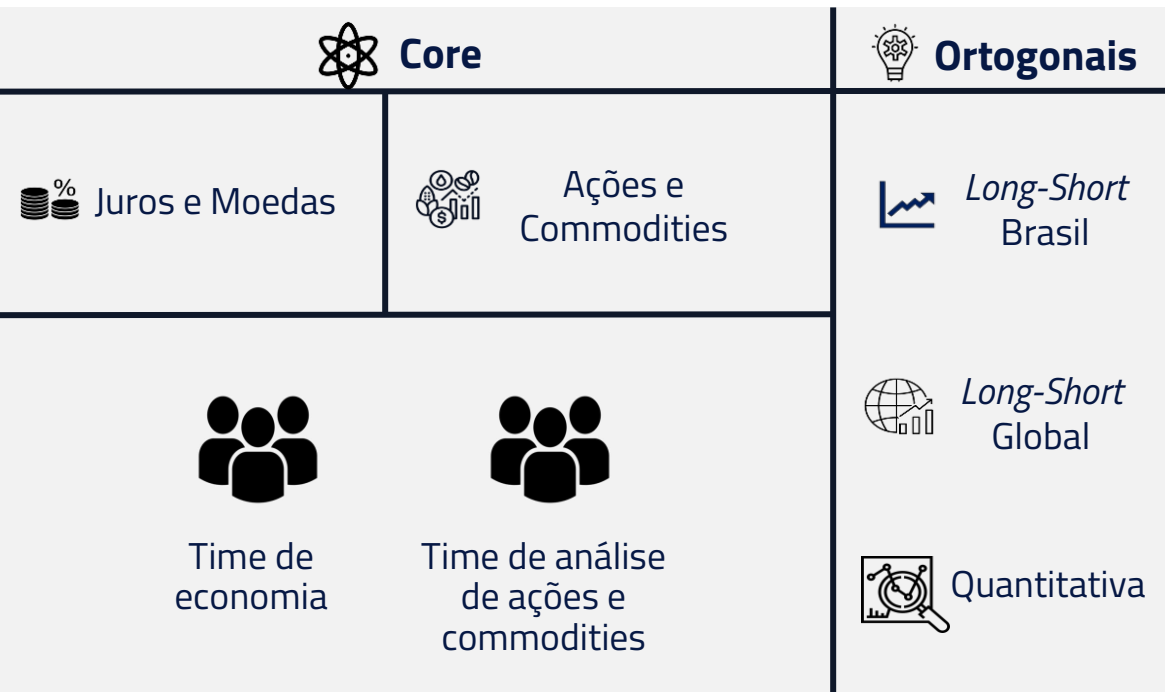 Core
Ortogonais
%
Juros e Moedas
Ações e
Commodities
Long-Short
Brasil
Long-Short
Global
Quantitativa
Time de
economia
Time de análise
de ações e
commodities